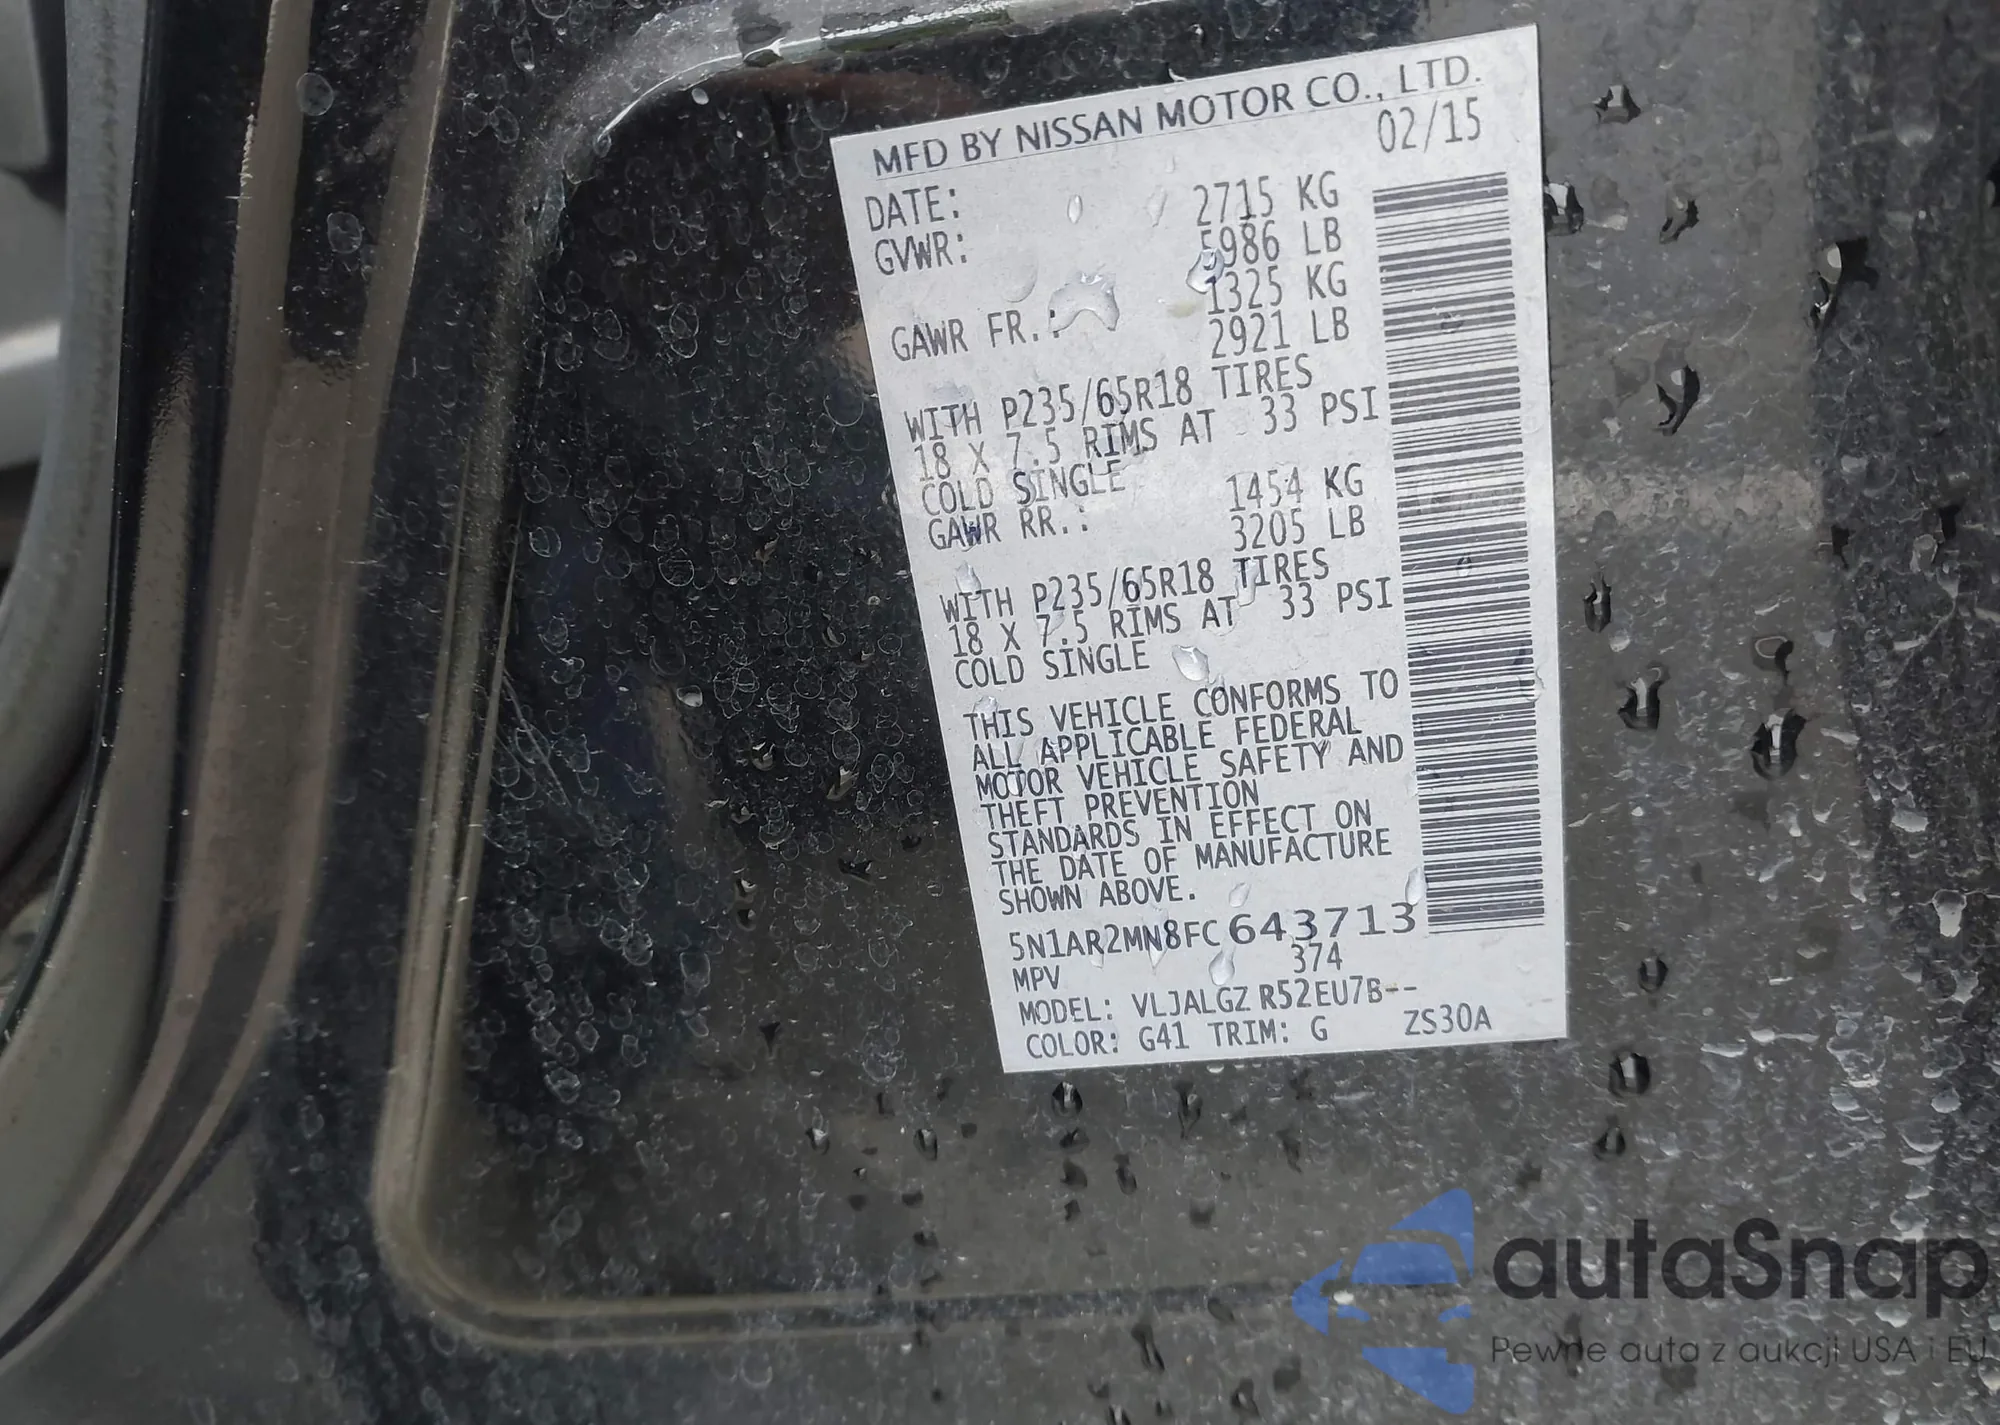 MFD BY NISSAN MOTOR CO., LTD.
DATE: 02/15
GVWR: 2715 KG
5986 LB
GAWR FR.: 1325 KG
2921 LB
WITH P235/65R18 TIRES
18 X 7.5 RIMS AT 33 PSI
COLD SINGLE
GAWR RR.: 1454 KG
3205 LB
WITH P235/65R18 TIRES
18 X 7.5 RIMS AT 33 PSI
COLD SINGLE
THIS VEHICLE CONFORMS TO
ALL APPLICABLE FEDERAL
MOTOR VEHICLE SAFETY AND
THEFT PREVENTION
STANDARDS IN EFFECT ON
THE DATE OF MANUFACTURE
SHOWN ABOVE.
5N1AR2MN8FC643713
MPV 374
MODEL: VLJALGZ R52EU7B--
COLOR: G41 TRIM: G ZS30A
autaSnap
Pewne auta z aukcji USA i EU